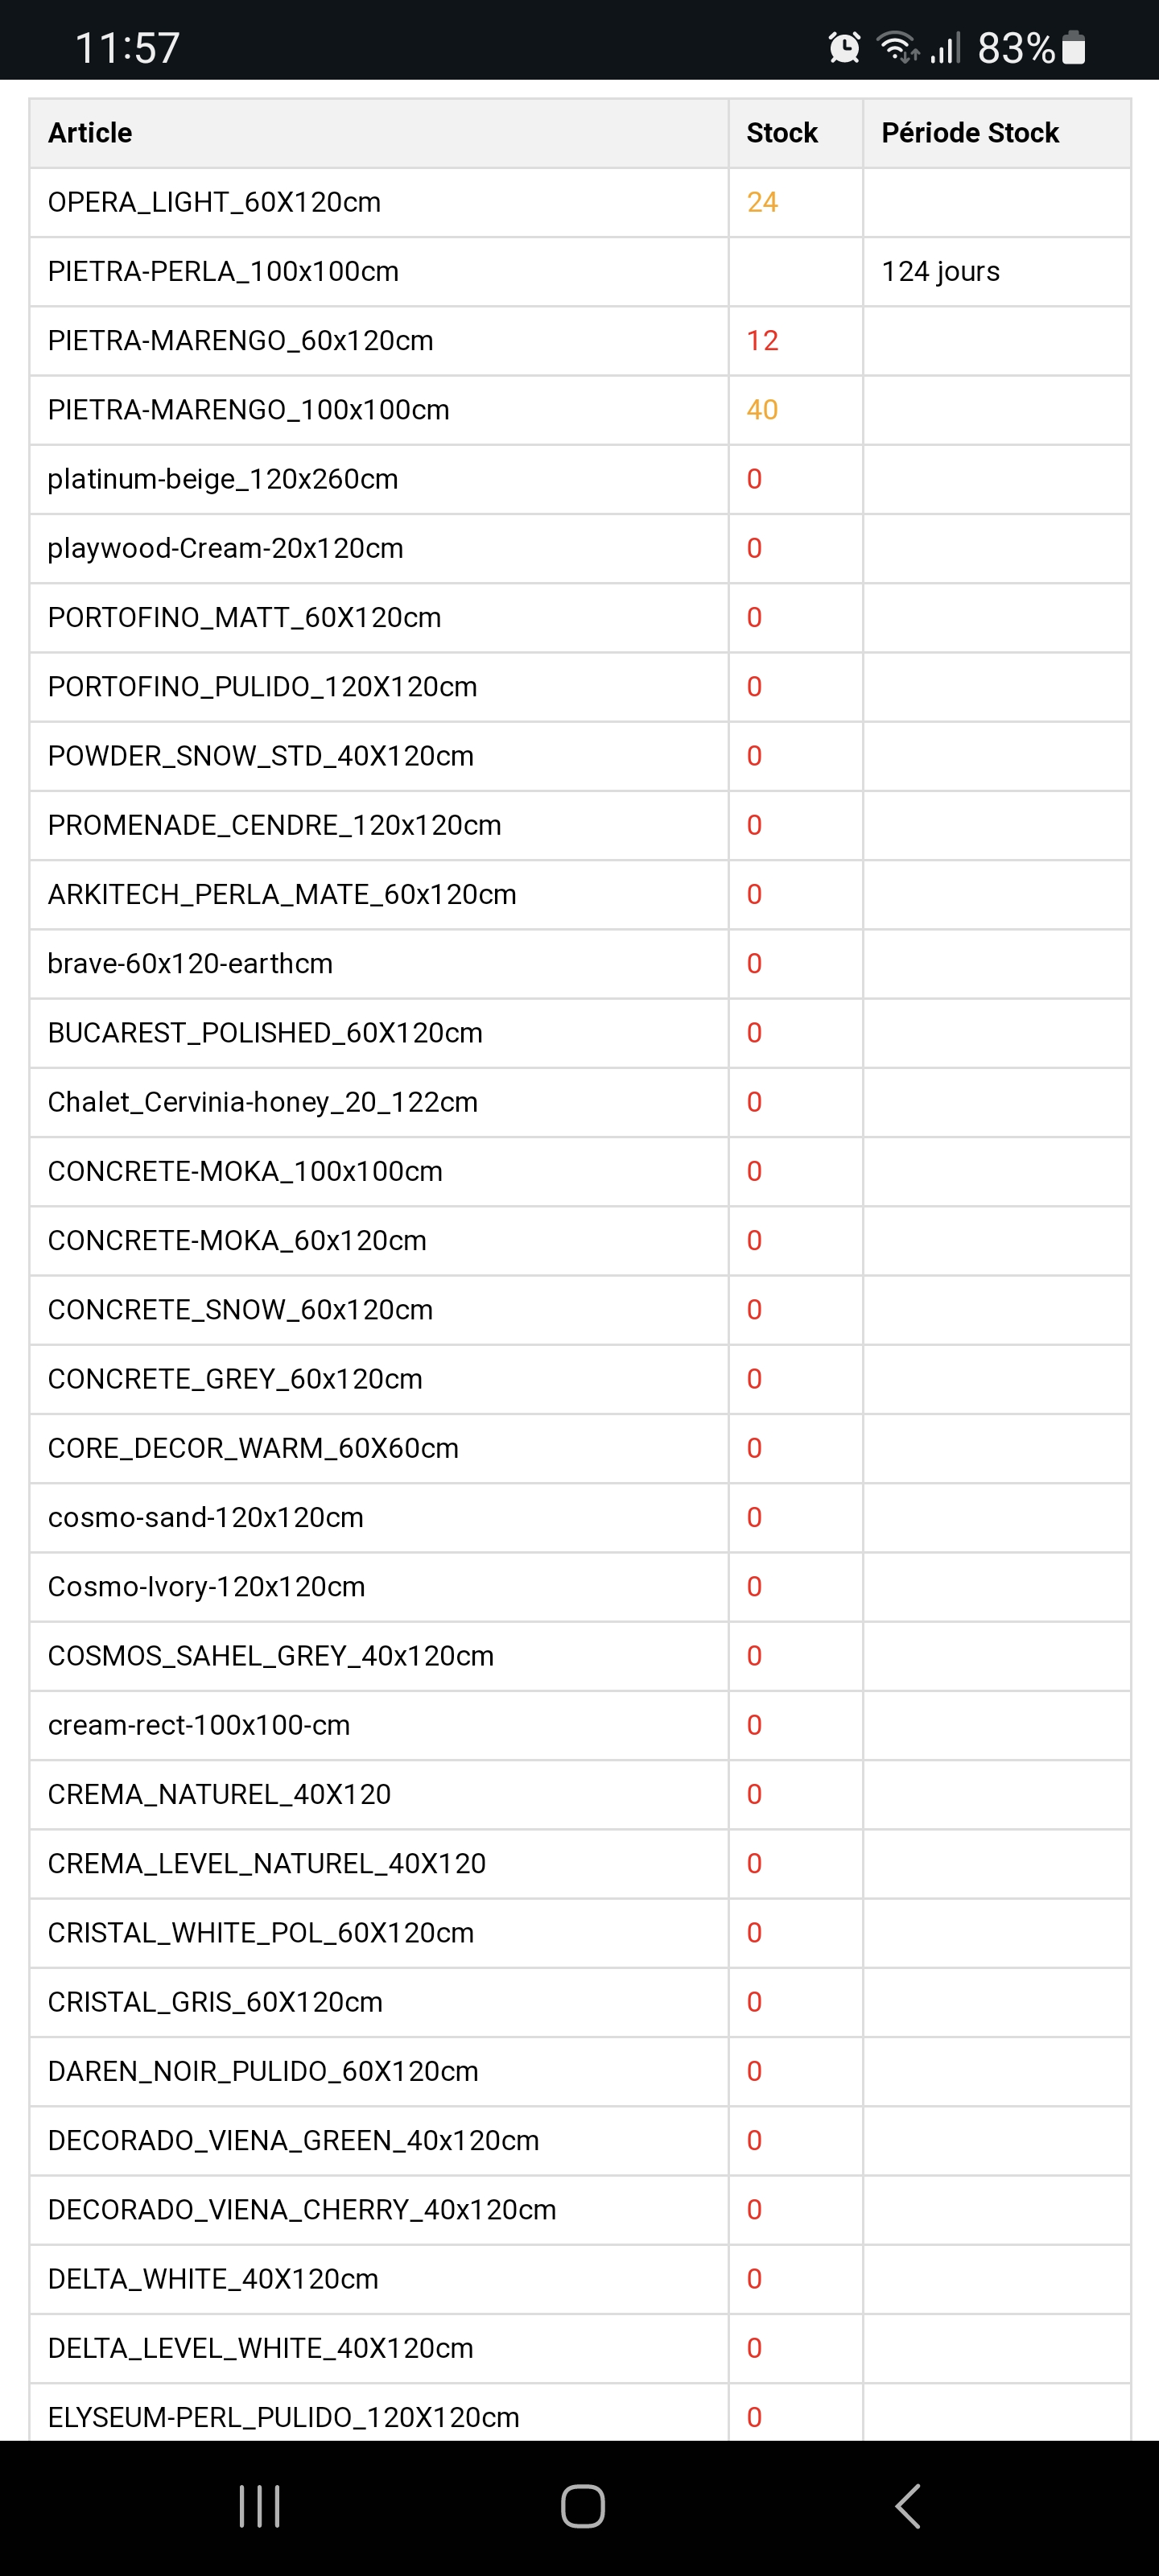 11:57 83%
Article Stock Période Stock
OPERA_LIGHT_60X120cm 24
PIETRA-PERLA_100x100cm 124 jours
PIETRA-MARENGO_60x120cm 12
PIETRA-MARENGO_100x100cm 40
platinum-beige_120x260cm 0
playwood-Cream-20x120cm 0
PORTOFINO_MATT_60X120cm 0
PORTOFINO_PULIDO_120X120cm 0
POWDER_SNOW_STD_40X120cm 0
PROMENADE_CENDRE_120x120cm 0
ARKITECH_PERLA_MATE_60x120cm 0
brave-60x120-earthcm 0
BUCAREST_POLISHED_60X120cm 0
Chalet_Cervinia-honey_20_122cm 0
CONCRETE-MOKA_100x100cm 0
CONCRETE-MOKA_60x120cm 0
CONCRETE_SNOW_60x120cm 0
CONCRETE_GREY_60x120cm 0
CORE_DECOR_WARM_60X60cm 0
cosmo-sand-120x120cm 0
Cosmo-Ivory-120x120cm 0
COSMOS_SAHEL_GREY_40x120cm 0
cream-rect-100x100-cm 0
CREMA_NATUREL_40X120 0
CREMA_LEVEL_NATUREL_40X120 0
CRISTAL_WHITE_POL_60X120cm 0
CRISTAL_GRIS_60X120cm 0
DAREN_NOIR_PULIDO_60X120cm 0
DECORADO_VIENA_GREEN_40x120cm 0
DECORADO_VIENA_CHERRY_40x120cm 0
DELTA_WHITE_40X120cm 0
DELTA_LEVEL_WHITE_40X120cm 0
ELYSEUM-PERL_PULIDO_120X120cm 0